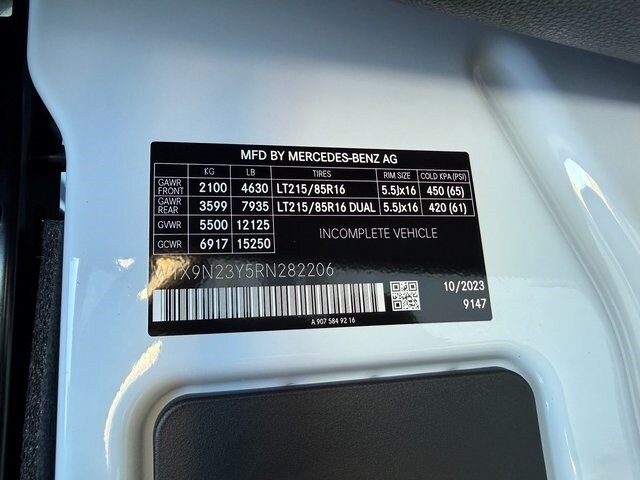 MFD BY MERCEDES-BENZ AG
KG LB TIRES RIM SIZE COLD KPA (PSI)
GAWR FRONT 2100 4630 LT215/85R16 5.5Jx16 450 (65)
GAWR REAR 3599 7935 LT215/85R16 DUAL 5.5Jx16 420 (61)
GVWR 5500 12125
INCOMPLETE VEHICLE
GCWR 6917 15250
10/2023
9147
A 907 584 92 16